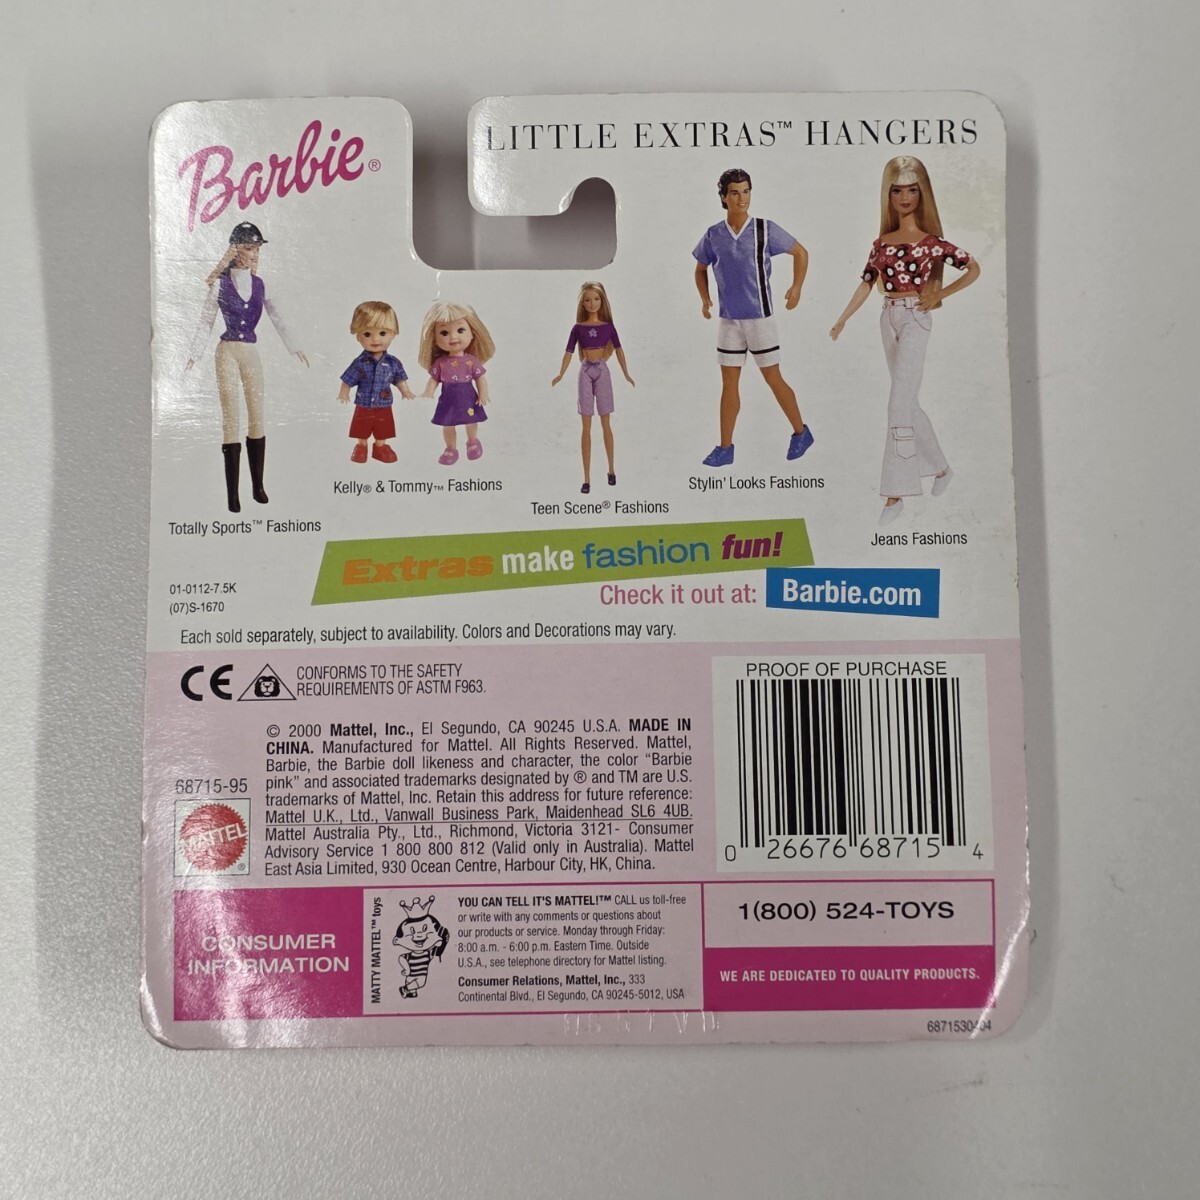 Barbie®
LITTLE EXTRAS™ HANGERS
Totally Sports™ Fashions
Kelly® & Tommy™ Fashions
Teen Scene® Fashions
Stylin' Looks Fashions
Jeans Fashions
Extras make fashion fun!
Check it out at: Barbie.com
01-0112-7.5K
(07)S-1670
Each sold separately, subject to availability. Colors and Decorations may vary.
CE
CONFORMS TO THE SAFETY
REQUIREMENTS OF ASTM F963.
68715-95
MATTEL®
© 2000 Mattel, Inc., El Segundo, CA 90245 U.S.A. MADE IN
CHINA. Manufactured for Mattel. All Rights Reserved. Mattel,
Barbie, the Barbie doll likeness and character, the color "Barbie
pink" and associated trademarks designated by ® and TM are U.S.
trademarks of Mattel, Inc. Retain this address for future reference:
Mattel U.K., Ltd., Vanwall Business Park, Maidenhead SL6 4UB.
Mattel Australia Pty., Ltd., Richmond, Victoria 3121- Consumer
Advisory Service 1 800 800 812 (Valid only in Australia). Mattel
East Asia Limited, 930 Ocean Centre, Harbour City, HK, China.
PROOF OF PURCHASE
0 26676 68715 4
CONSUMER
INFORMATION
MATTY MATTEL™ toys
YOU CAN TELL IT'S MATTEL!™ CALL us toll-free
or write with any comments or questions about
our products or service. Monday through Friday:
8:00 a.m. - 6:00 p.m. Eastern Time. Outside
U.S.A., see telephone directory for Mattel listing.
Consumer Relations, Mattel, Inc., 333
Continental Blvd., El Segundo, CA 90245-5012, USA
1(800) 524-TOYS
WE ARE DEDICATED TO QUALITY PRODUCTS.